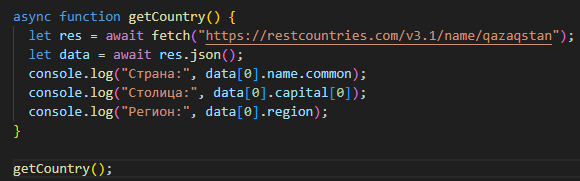 async function getCountry() {
let res = await fetch("https://restcountries.com/v3.1/name/qazaqstan");
let data = await res.json();
console.log("Страна:", data[0].name.common);
console.log("Столица:", data[0].capital[0]);
console.log("Регион:", data[0].region);
}
getCountry();